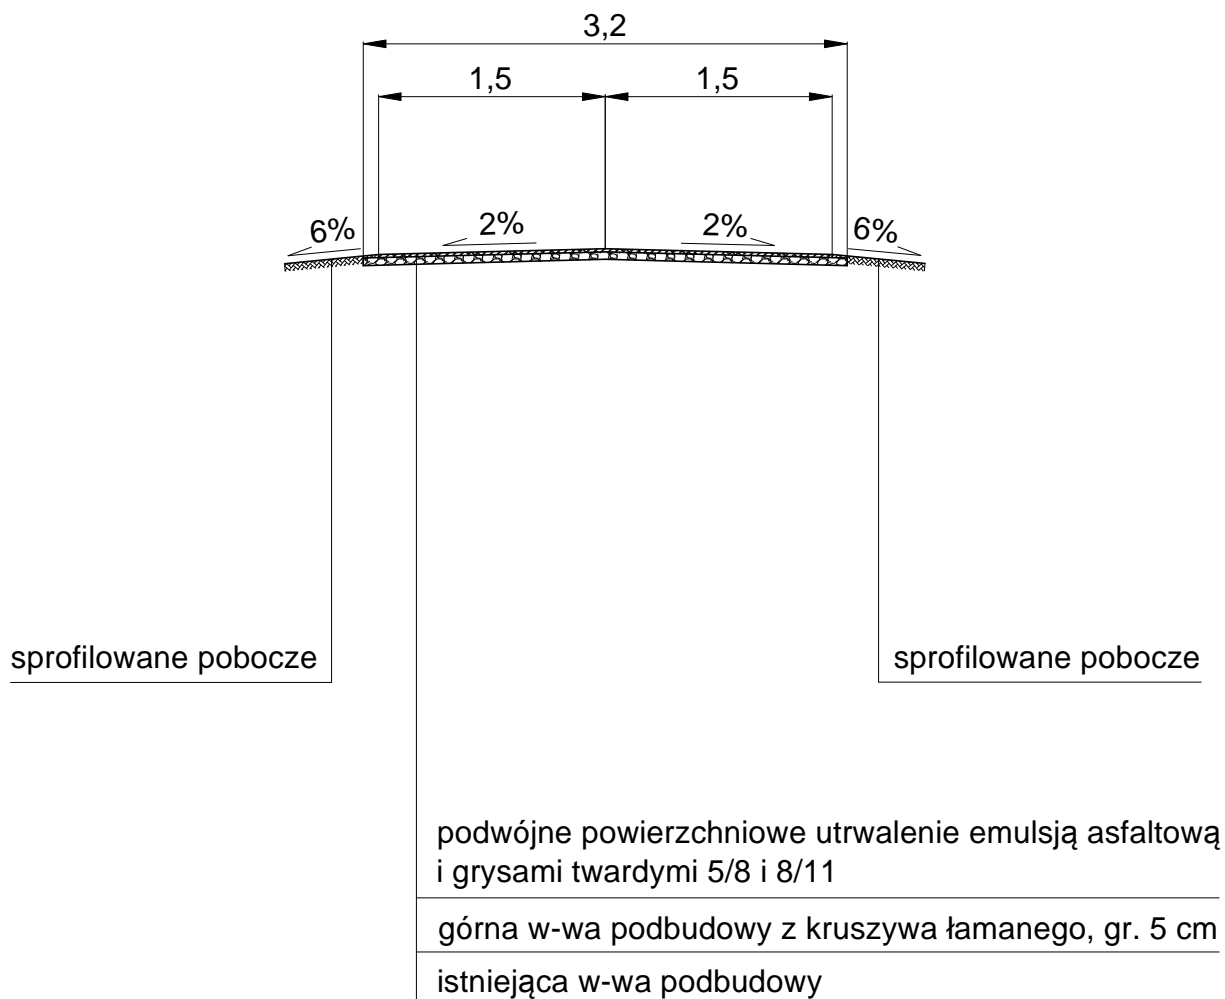 3,2
1,5 1,5
6% 2% 2% 6%
sprofilowane pobocze sprofilowane pobocze
podwójne powierzchniowe utrwalenie emulsją asfaltową
i grysami twardymi 5/8 i 8/11
górna w-wa podbudowy z kruszywa łamanego, gr. 5 cm
istniejąca w-wa podbudowy